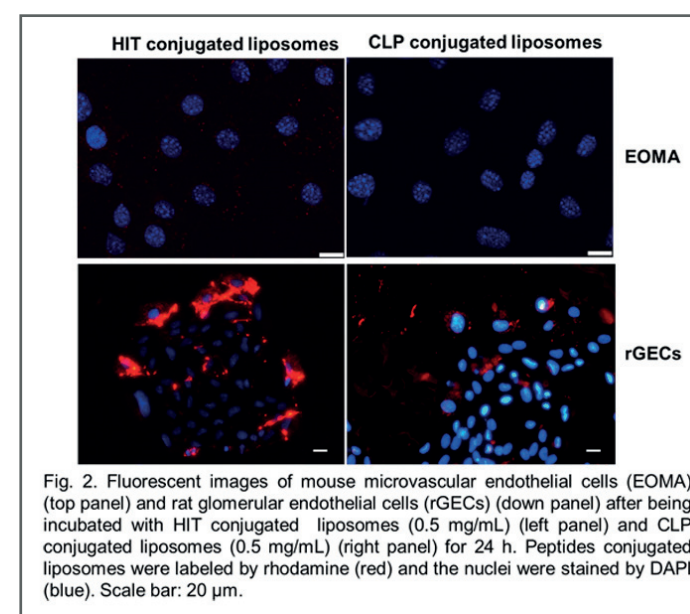 HIT conjugated liposomes CLP conjugated liposomes
EOMA
rGECs
Fig. 2. Fluorescent images of mouse microvascular endothelial cells (EOMA)
(top panel) and rat glomerular endothelial cells (rGECs) (down panel) after being
incubated with HIT conjugated liposomes (0.5 mg/mL) (left panel) and CLP
conjugated liposomes (0.5 mg/mL) (right panel) for 24 h. Peptides conjugated
liposomes were labeled by rhodamine (red) and the nuclei were stained by DAPI
(blue). Scale bar: 20 µm.